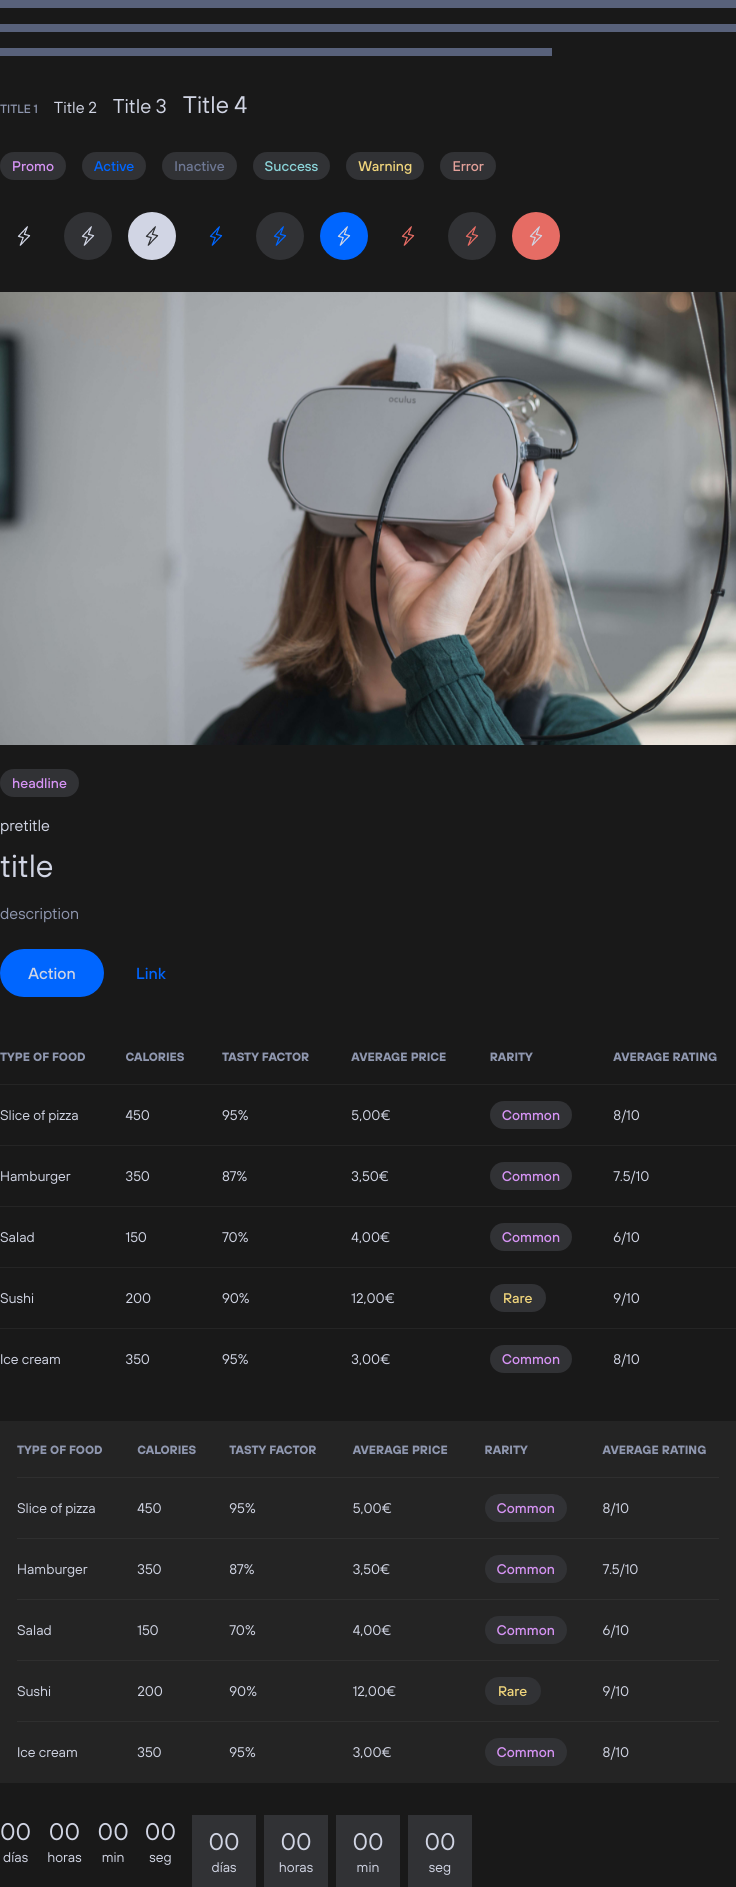 TITLE 1 Title 2 Title 3 Title 4
Promo Active Inactive Success Warning Error
oculus
headline
pretitle
title
description
Action Link
TYPE OF FOOD CALORIES TASTY FACTOR AVERAGE PRICE RARITY AVERAGE RATING
Slice of pizza 450 95% 5,00€ Common 8/10
Hamburger 350 87% 3,50€ Common 7.5/10
Salad 150 70% 4,00€ Common 6/10
Sushi 200 90% 12,00€ Rare 9/10
Ice cream 350 95% 3,00€ Common 8/10
TYPE OF FOOD CALORIES TASTY FACTOR AVERAGE PRICE RARITY AVERAGE RATING
Slice of pizza 450 95% 5,00€ Common 8/10
Hamburger 350 87% 3,50€ Common 7.5/10
Salad 150 70% 4,00€ Common 6/10
Sushi 200 90% 12,00€ Rare 9/10
Ice cream 350 95% 3,00€ Common 8/10
00 00 00 00 00 00 00 00
días horas min seg días horas min seg